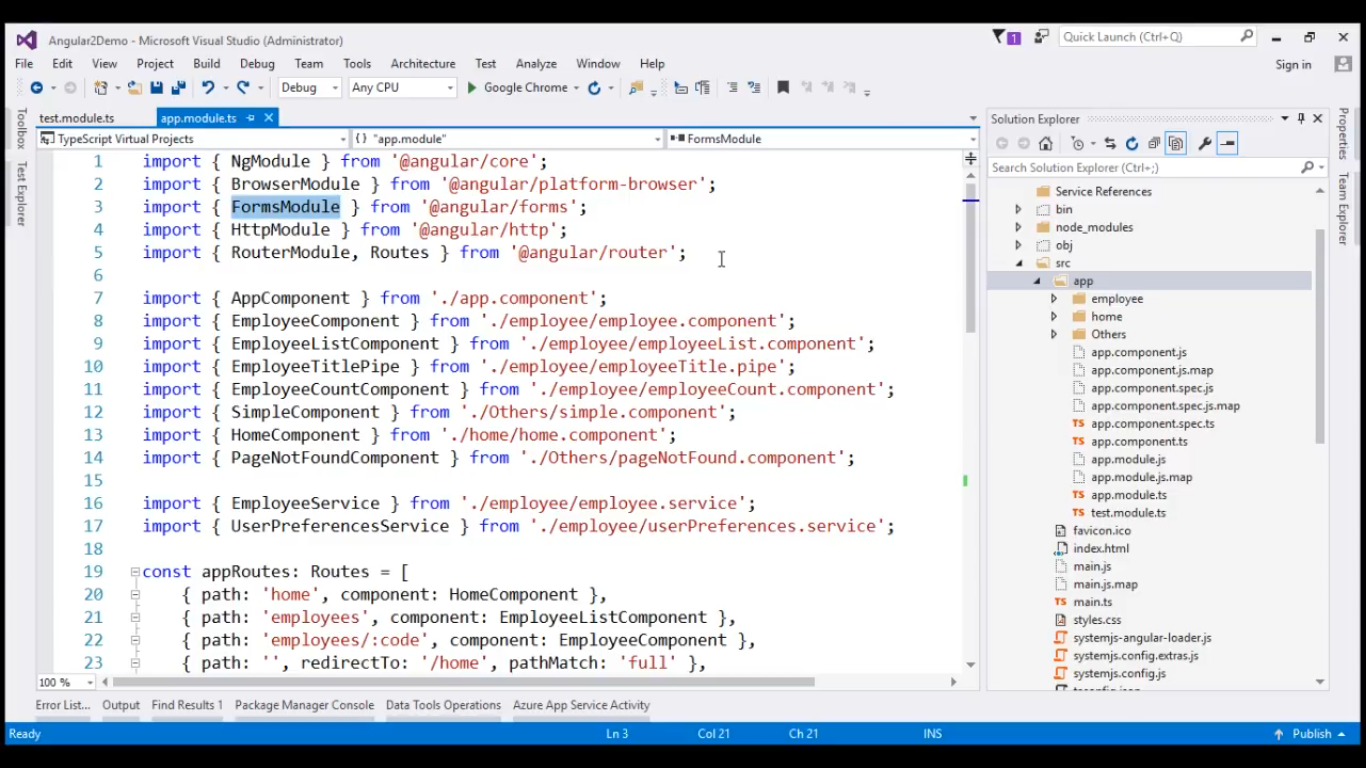 Angular2Demo - Microsoft Visual Studio (Administrator)
1
Quick Launch (Ctrl+Q)
File Edit View Project Build Debug Team Tools Architecture Test Analyze Window Help
Sign in
Debug Any CPU Google Chrome
Toolbox
Test Explorer
test.module.ts app.module.ts
TypeScript Virtual Projects {} "app.module" FormsModule
1 import { NgModule } from '@angular/core';
2 import { BrowserModule } from '@angular/platform-browser';
3 import { FormsModule } from '@angular/forms';
4 import { HttpModule } from '@angular/http';
5 import { RouterModule, Routes } from '@angular/router';
6
7 import { AppComponent } from './app.component';
8 import { EmployeeComponent } from './employee/employee.component';
9 import { EmployeeListComponent } from './employee/employeeList.component';
10 import { EmployeeTitlePipe } from './employee/employeeTitle.pipe';
11 import { EmployeeCountComponent } from './employee/employeeCount.component';
12 import { SimpleComponent } from './Others/simple.component';
13 import { HomeComponent } from './home/home.component';
14 import { PageNotFoundComponent } from './Others/pageNotFound.component';
15
16 import { EmployeeService } from './employee/employee.service';
17 import { UserPreferencesService } from './employee/userPreferences.service';
18
19 const appRoutes: Routes = [
20 { path: 'home', component: HomeComponent },
21 { path: 'employees', component: EmployeeListComponent },
22 { path: 'employees/:code', component: EmployeeComponent },
23 { path: '', redirectTo: '/home', pathMatch: 'full' },
100 %
Solution Explorer
Search Solution Explorer (Ctrl+;)
Service References
bin
node_modules
obj
src
app
employee
home
Others
app.component.js
app.component.js.map
app.component.spec.js
app.component.spec.js.map
TS app.component.spec.ts
TS app.component.ts
app.module.js
app.module.js.map
TS app.module.ts
TS test.module.ts
favicon.ico
index.html
main.js
main.js.map
TS main.ts
styles.css
systemjs-angular-loader.js
systemjs.config.extras.js
systemjs.config.js
Properties
Team Explorer
Error List... Output Find Results 1 Package Manager Console Data Tools Operations Azure App Service Activity
Ready Ln 3 Col 21 Ch 21 INS Publish